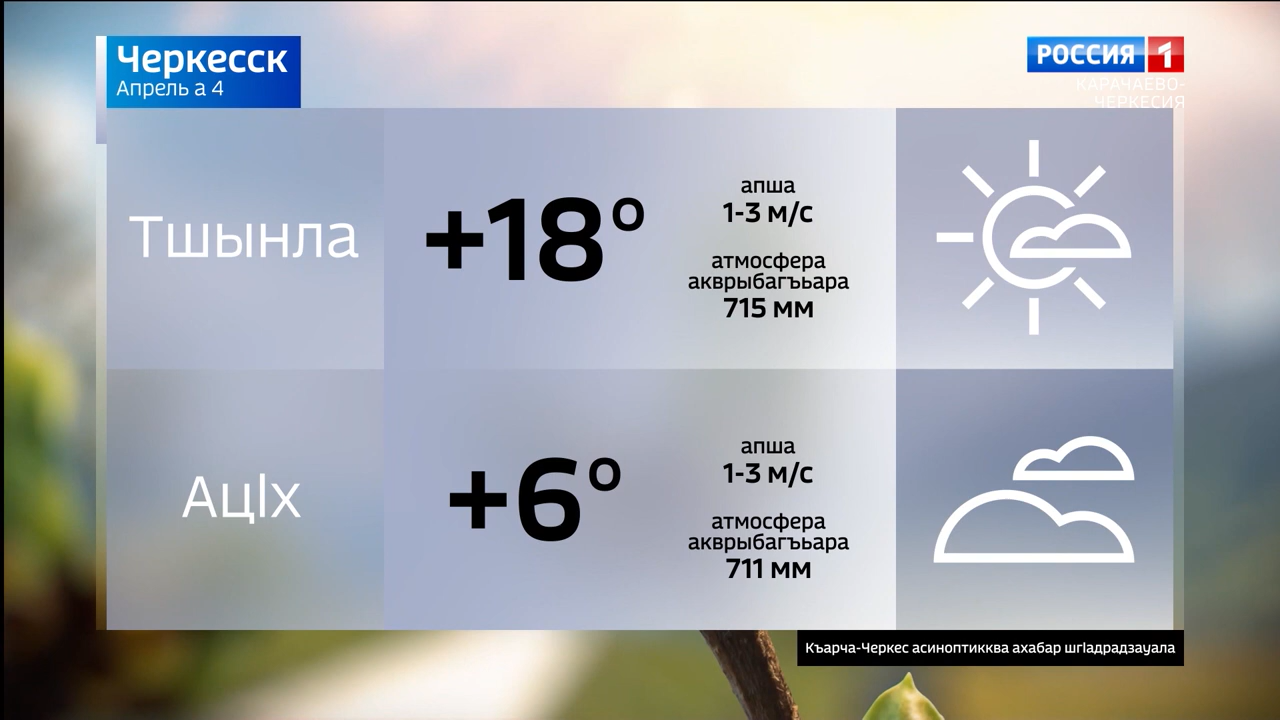 Черкесск
Апрель а 4
РОССИЯ 1
КАРАЧАЕВО-
ЧЕРКЕСИЯ
Тшынла
+18°
апша
1-3 м/с
атмосфера
акврыбагъьара
715 мм
АцӀх
+6°
апша
1-3 м/с
атмосфера
акврыбагъьара
711 мм
Къарча-Черкес асиноптикква ахабар шгӀадрадзауала